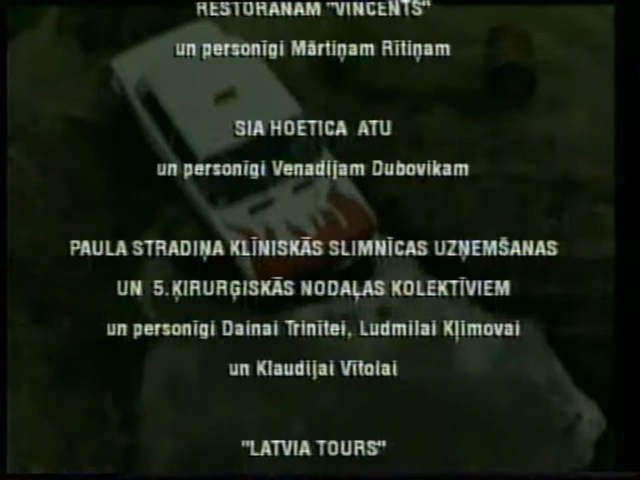 RESTORĀNAM "VINCENTS"
un personīgi Mārtiņam Rītiņam
SIA HOETICA ATU
un personīgi Venadijam Dubovikam
PAULA STRADIŅA KLĪNISKĀS SLIMNĪCAS UZŅEMŠANAS
UN 5. ĶIRURĢISKĀS NODAĻAS KOLEKTĪVIEM
un personīgi Dainai Trinītei, Ludmilai Kļimovai
un Klaudijai Vītolai
"LATVIA TOURS"